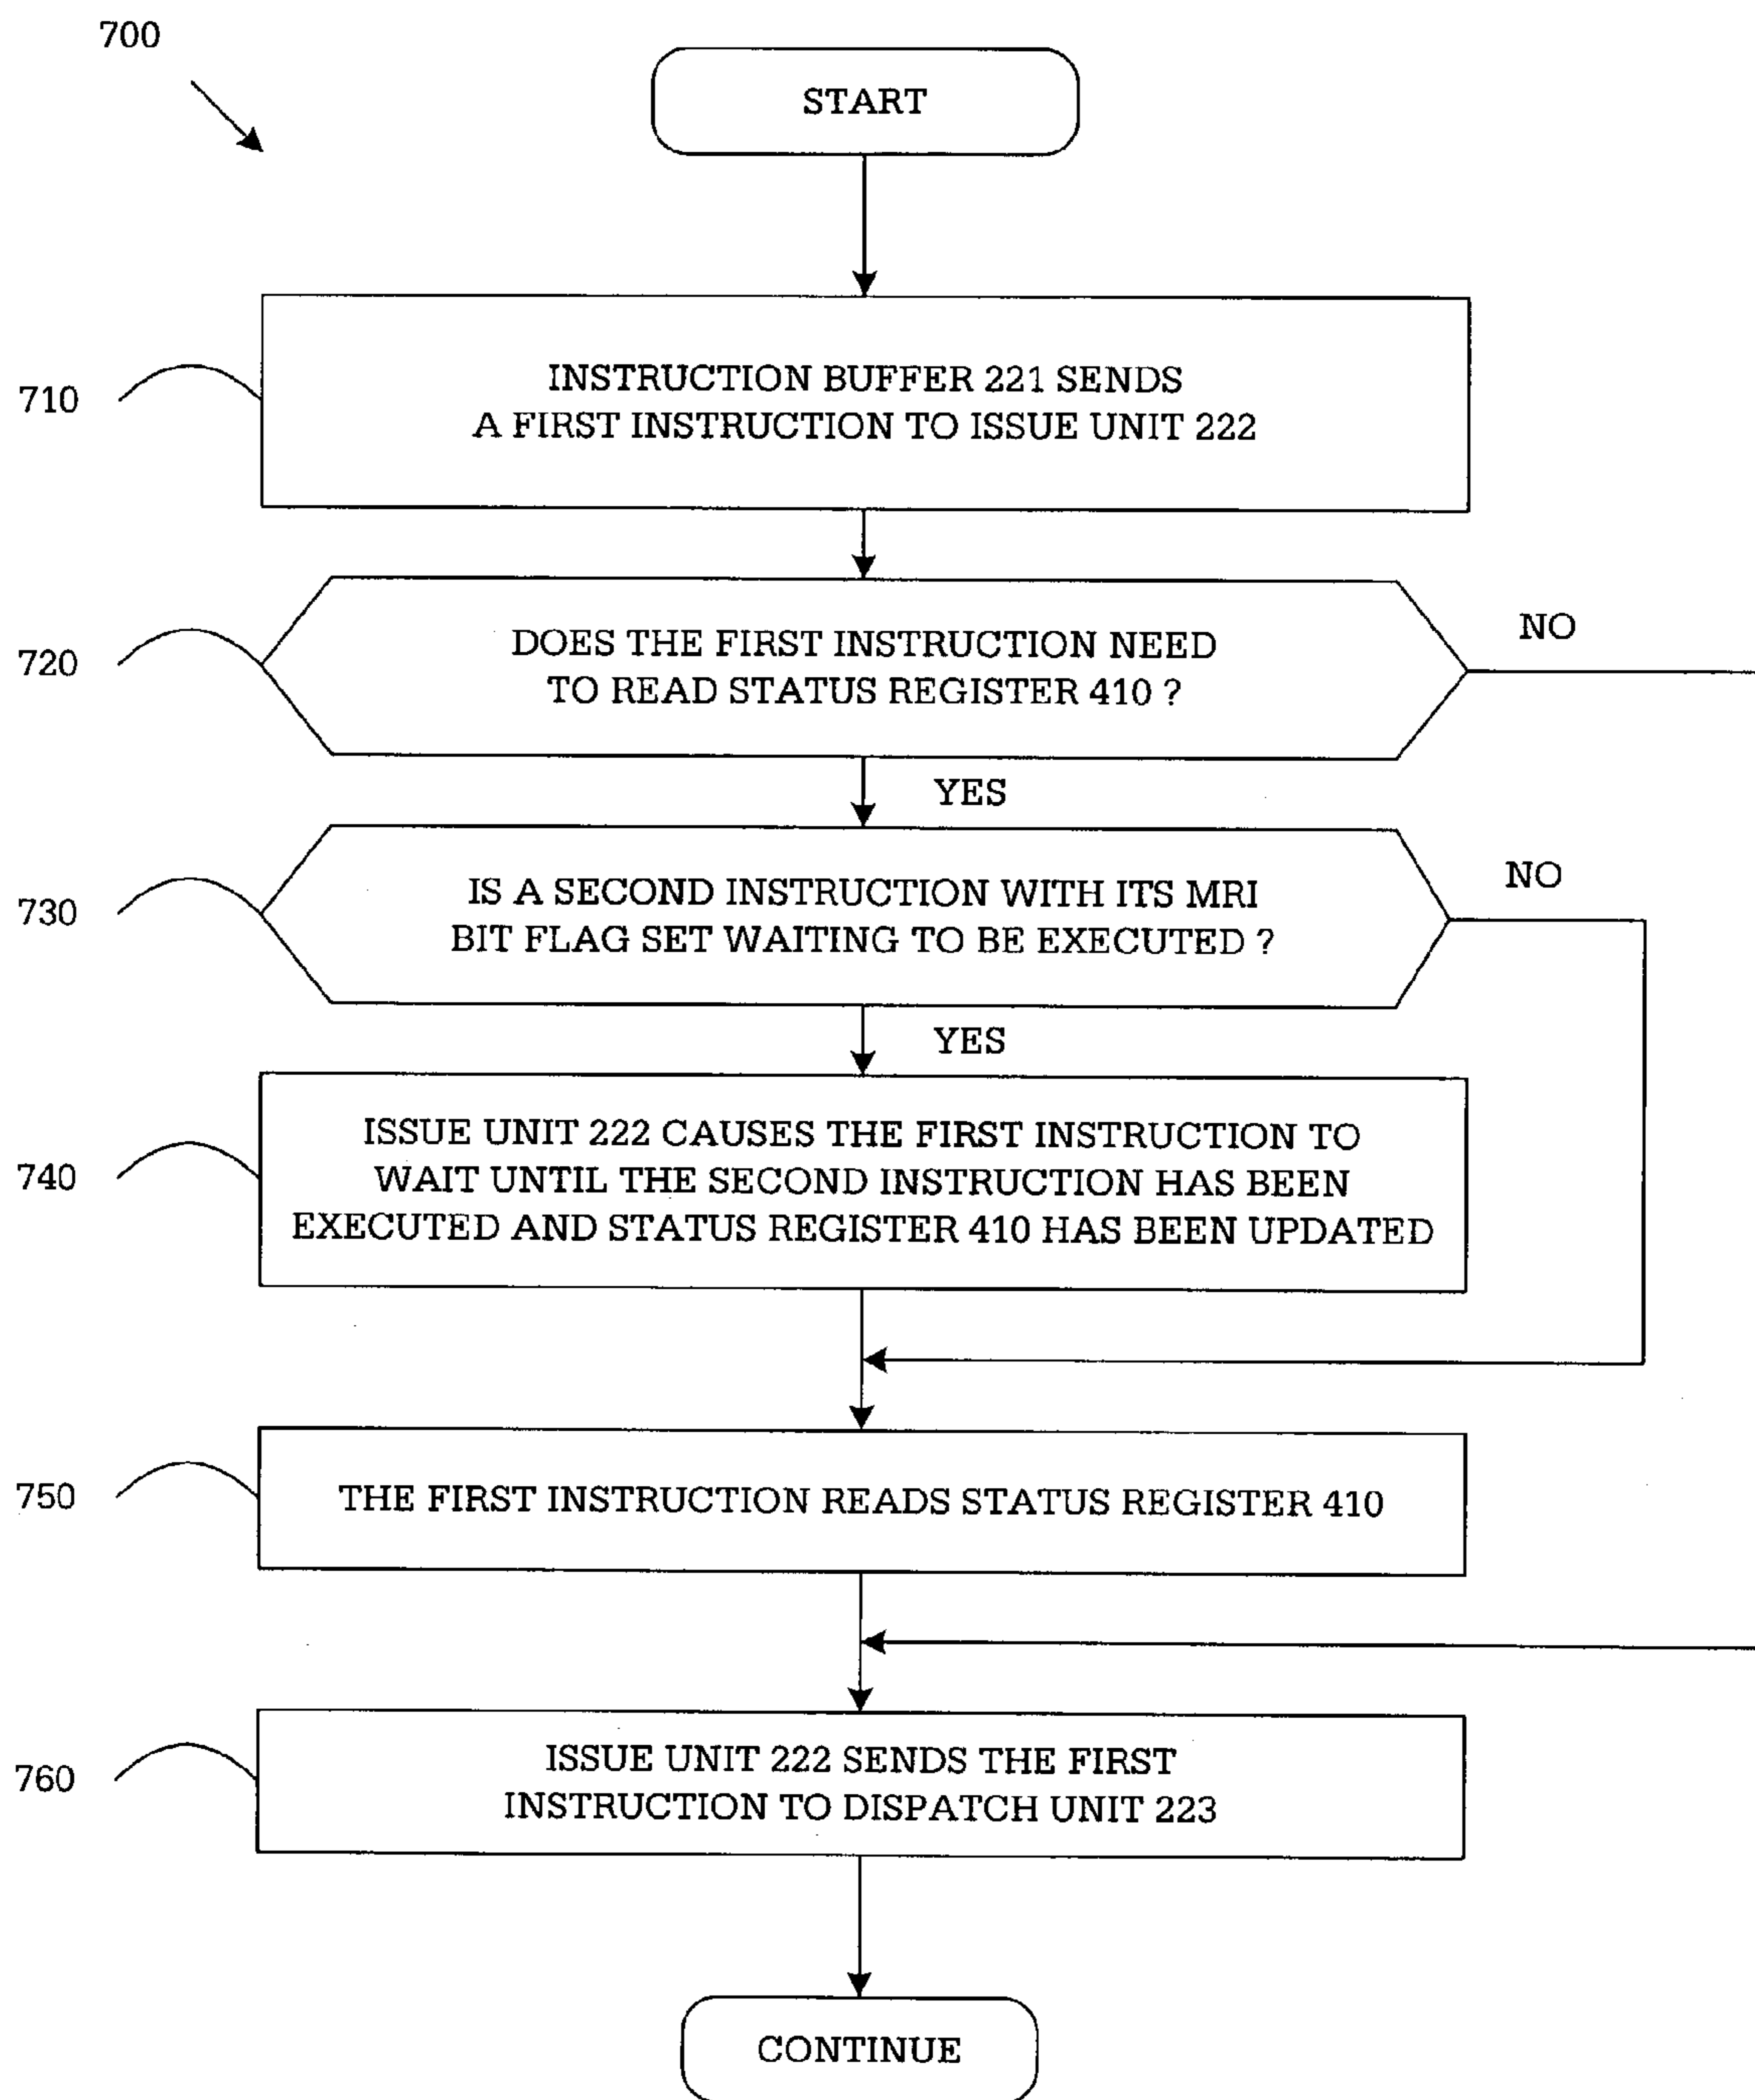 700
START
710
INSTRUCTION BUFFER 221 SENDS
A FIRST INSTRUCTION TO ISSUE UNIT 222
720
DOES THE FIRST INSTRUCTION NEED
TO READ STATUS REGISTER 410 ?
NO
YES
730
IS A SECOND INSTRUCTION WITH ITS MRI
BIT FLAG SET WAITING TO BE EXECUTED ?
NO
YES
740
ISSUE UNIT 222 CAUSES THE FIRST INSTRUCTION TO
WAIT UNTIL THE SECOND INSTRUCTION HAS BEEN
EXECUTED AND STATUS REGISTER 410 HAS BEEN UPDATED
750
THE FIRST INSTRUCTION READS STATUS REGISTER 410
760
ISSUE UNIT 222 SENDS THE FIRST
INSTRUCTION TO DISPATCH UNIT 223
CONTINUE